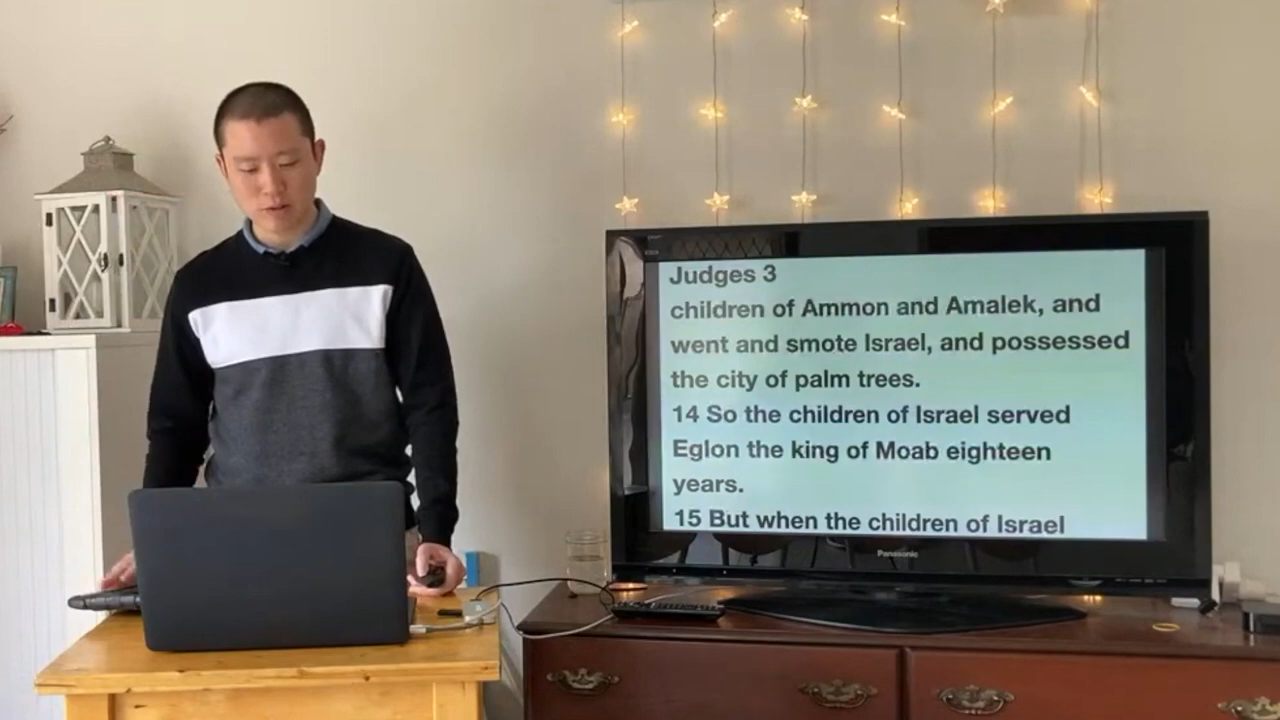 Judges 3
children of Ammon and Amalek, and
went and smote Israel, and possessed
the city of palm trees.
14 So the children of Israel served
Eglon the king of Moab eighteen
years.
15 But when the children of Israel
Panasonic